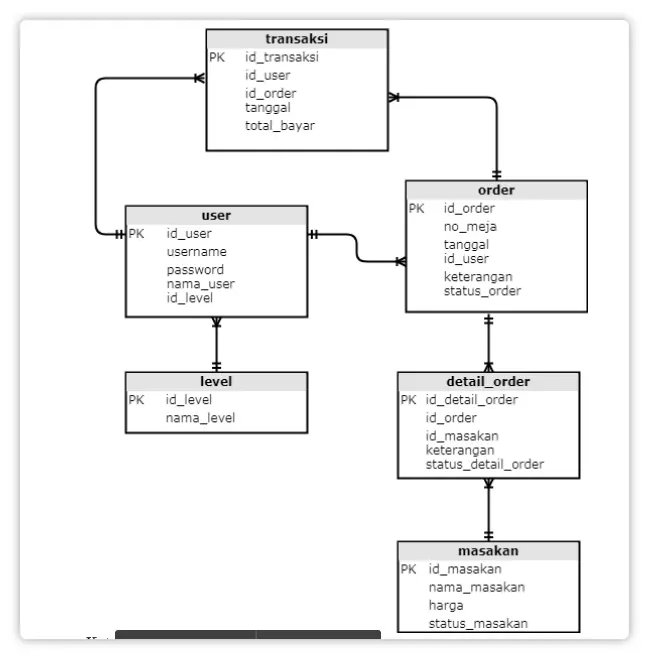 transaksi
PK id_transaksi
id_user
id_order
tanggal
total_bayar
order
PK id_order
no_meja
tanggal
id_user
keterangan
status_order
user
PK id_user
username
password
nama_user
id_level
level
PK id_level
nama_level
detail_order
PK id_detail_order
id_order
id_masakan
keterangan
status_detail_order
masakan
PK id_masakan
nama_masakan
harga
status_masakan